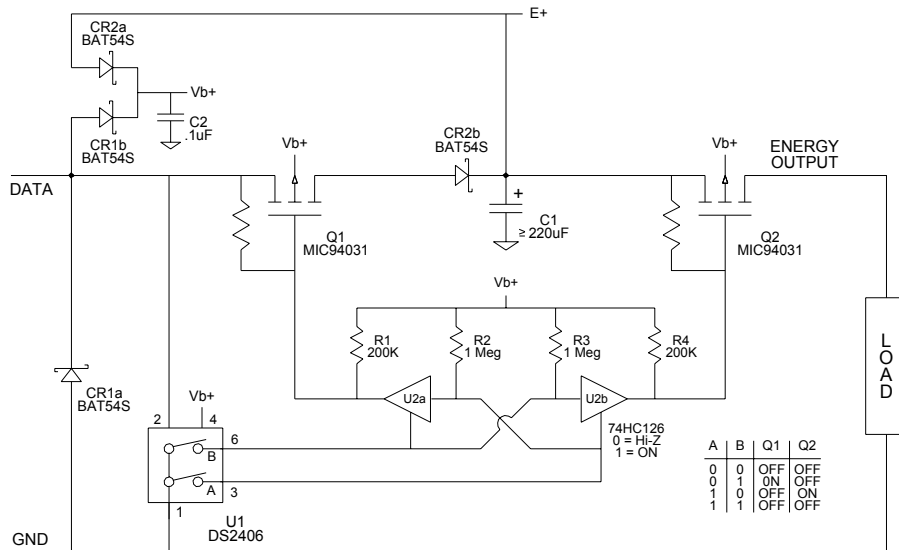 E+
CR2a
BAT54S
Vb+
C2
.1uF
CR1b
BAT54S
Vb+
CR2b
BAT54S
Vb+
ENERGY
OUTPUT
DATA
+
C1
≥ 220uF
Q1
MIC94031
Q2
MIC94031
Vb+
R1
200K
R2
1 Meg
R3
1 Meg
R4
200K
LOAD
CR1a
BAT54S
Vb+
U2a
U2b
2
4
6
B
A
3
1
74HC126
0 = Hi-Z
1 = ON
A B Q1 Q2
0 0 OFF OFF
0 1 0N OFF
1 0 OFF ON
1 1 OFF OFF
U1
DS2406
GND